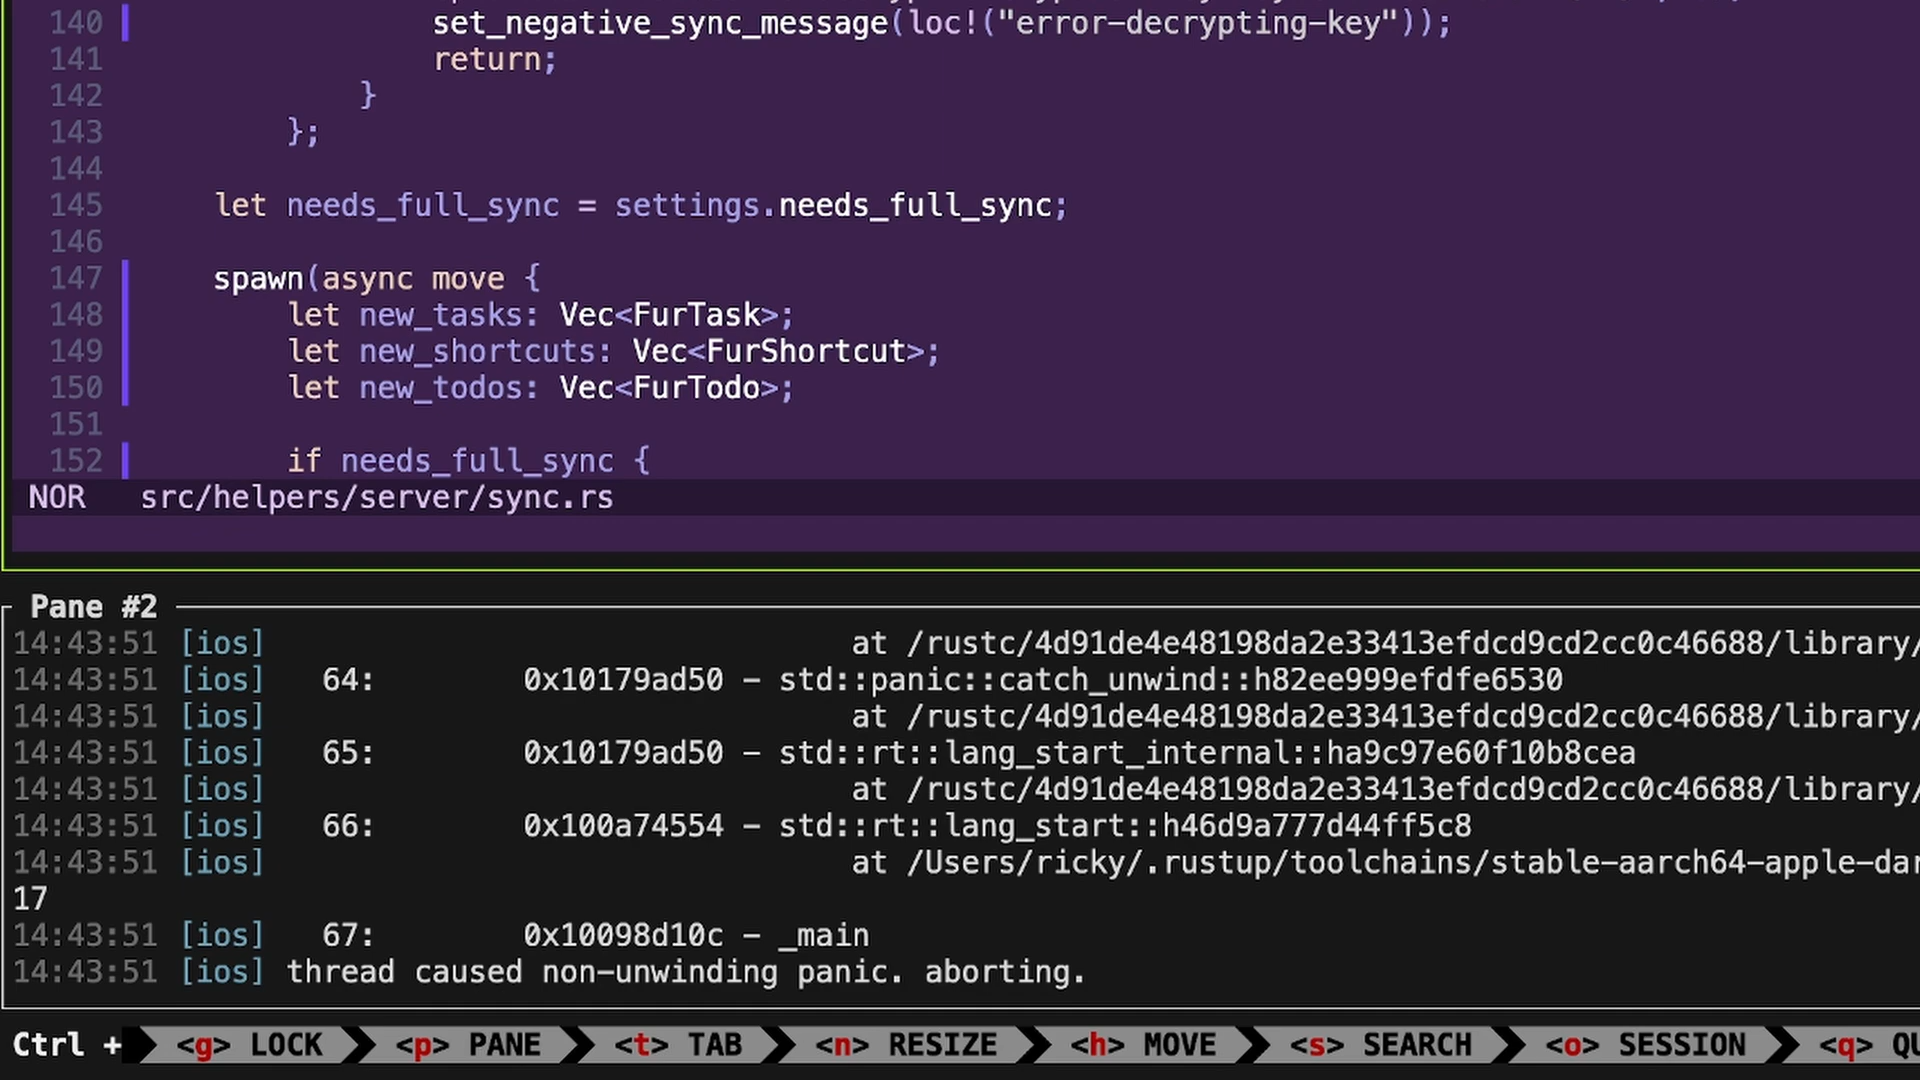 140 set_negative_sync_message(loc!("error-decrypting-key"));
141 return;
142 }
143 };
144
145 let needs_full_sync = settings.needs_full_sync;
146
147 spawn(async move {
148 let new_tasks: Vec<FurTask>;
149 let new_shortcuts: Vec<FurShortcut>;
150 let new_todos: Vec<FurTodo>;
151
152 if needs_full_sync {
NOR src/helpers/server/sync.rs
Pane #2
14:43:51 [ios] at /rustc/4d91de4e48198da2e33413efdcd9cd2cc0c46688/library/
14:43:51 [ios] 64: 0x10179ad50 - std::panic::catch_unwind::h82ee999efdfe6530
14:43:51 [ios] at /rustc/4d91de4e48198da2e33413efdcd9cd2cc0c46688/library/
14:43:51 [ios] 65: 0x10179ad50 - std::rt::lang_start_internal::ha9c97e60f10b8cea
14:43:51 [ios] at /rustc/4d91de4e48198da2e33413efdcd9cd2cc0c46688/library/
14:43:51 [ios] 66: 0x100a74554 - std::rt::lang_start::h46d9a777d44ff5c8
14:43:51 [ios] at /Users/ricky/.rustup/toolchains/stable-aarch64-apple-dar
17
14:43:51 [ios] 67: 0x10098d10c - _main
14:43:51 [ios] thread caused non-unwinding panic. aborting.
Ctrl + <g> LOCK <p> PANE <t> TAB <n> RESIZE <h> MOVE <s> SEARCH <o> SESSION <q> QU